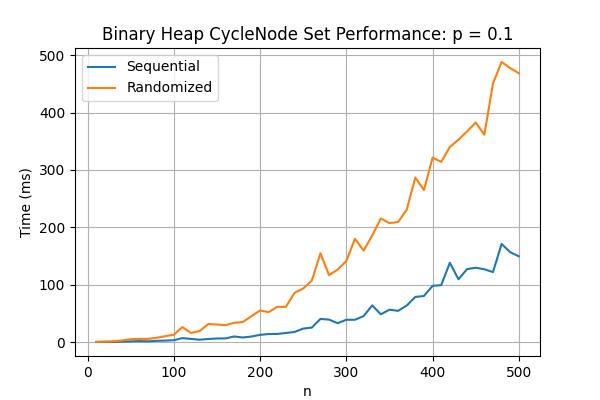 Binary Heap CycleNode Set Performance: p = 0.1
Sequential
Randomized
Time (ms)
500
400
300
200
100
0
0 100 200 300 400 500
n